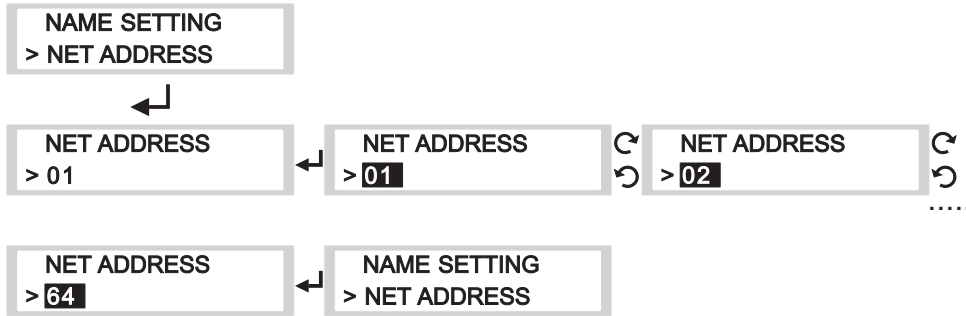 NAME SETTING
> NET ADDRESS
NET ADDRESS
> 01
NET ADDRESS
> 01
NET ADDRESS
> 02
.....
NET ADDRESS
> 64
NAME SETTING
> NET ADDRESS